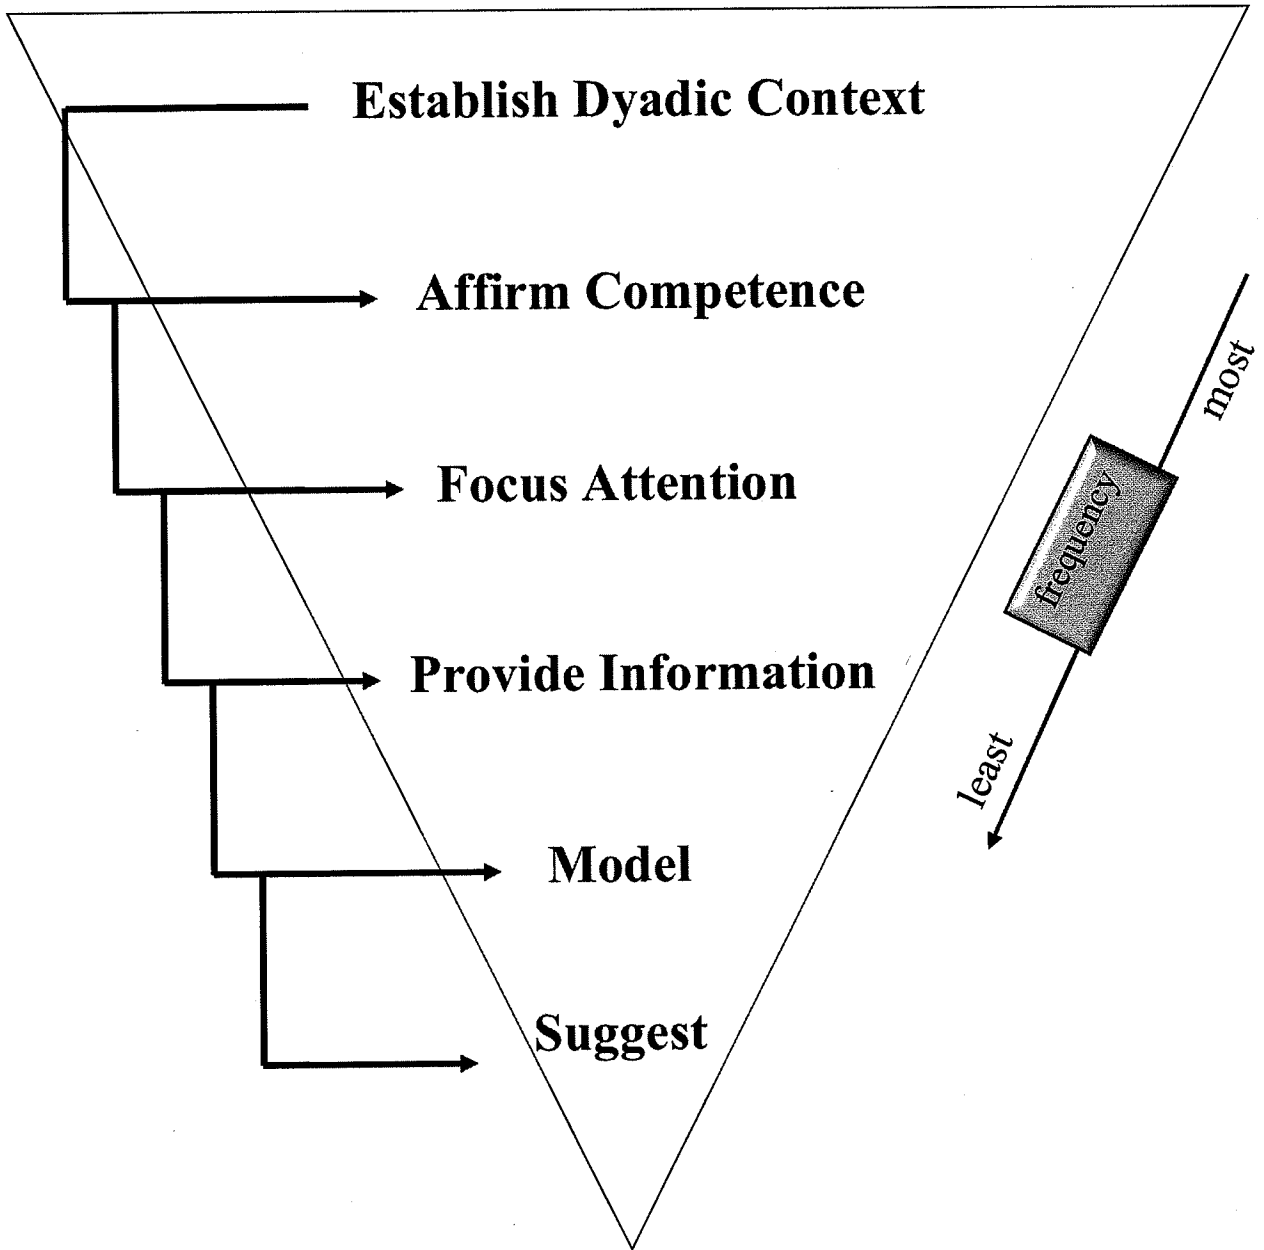 Establish Dyadic Context
Affirm Competence
most
Focus Attention
frequency
Provide Information
least
Model
Suggest